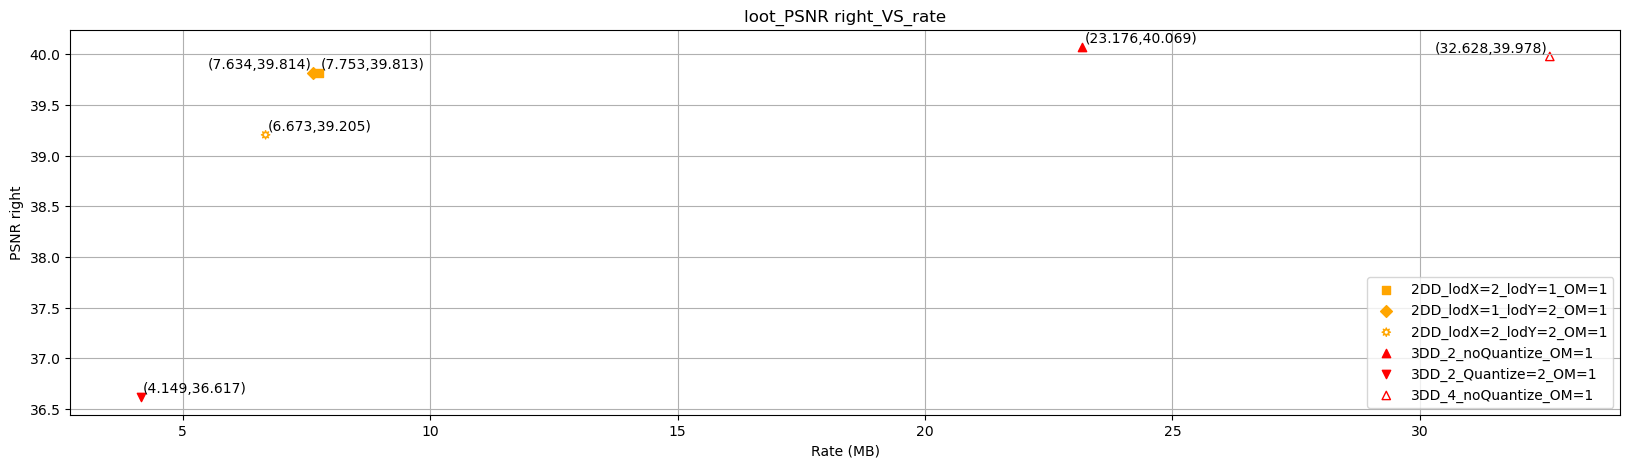 loot_PSNR right_VS_rate
(23.176,40.069)
(32.628,39.978)
(7.634,39.814)
(7.753,39.813)
(6.673,39.205)
(4.149,36.617)
40.0
39.5
39.0
38.5
38.0
37.5
37.0
36.5
PSNR right
2DD_lodX=2_lodY=1_OM=1
2DD_lodX=1_lodY=2_OM=1
2DD_lodX=2_lodY=2_OM=1
3DD_2_noQuantize_OM=1
3DD_2_Quantize=2_OM=1
3DD_4_noQuantize_OM=1
5 10 15 20 25 30
Rate (MB)